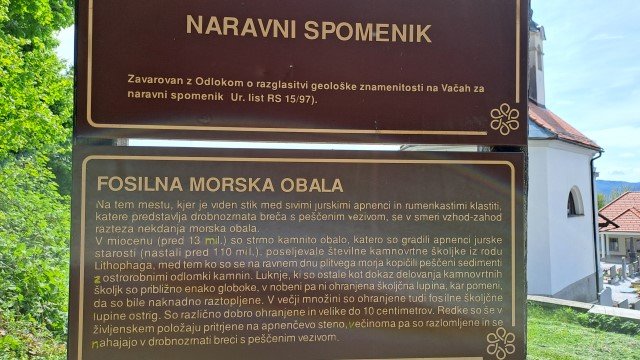 NARAVNI SPOMENIK
Zavarovan z Odlokom o razglasitvi geološke znamenitosti na Vačah za
naravni spomenik Ur. list RS 15/97).
FOSILNA MORSKA OBALA
Na tem mestu, kjer je viden stik med sivimi jurskimi apnenci in rumenkastimi klastiti,
katere predstavlja drobnozrnata breča s peščenim vezivom, se v smeri vzhod-zahod
razteza nekdanja morska obala.
V miocenu (pred 13 mil.) so strmo kamnito obalo, katero so gradili apnenci jurske
starosti (nastali pred 110 mil.), poseljevale številne kamnovrtne školjke iz rodu
Lithophaga, med tem ko so se na ravnem dnu plitvega morja kopičili peščeni sedimenti
z ostrorobnimi odlomki kamnin. Luknje, ki so ostale kot dokaz delovanja kamnovrtnih
školjk so približno enako globoke, v nobeni pa ni ohranjena školjčna lupina, kar pomeni,
da so bile naknadno raztopljene. V večji množini so ohranjene tudi fosilne školjčne
lupine ostrig. So različno dobro ohranjene in velike do 10 centimetrov. Redke so še v
življenskem položaju pritrjene na apnenčevo steno, večinoma pa so razlomljene in se
nahajajo v drobnozrnati breči s peščenim vezivom.